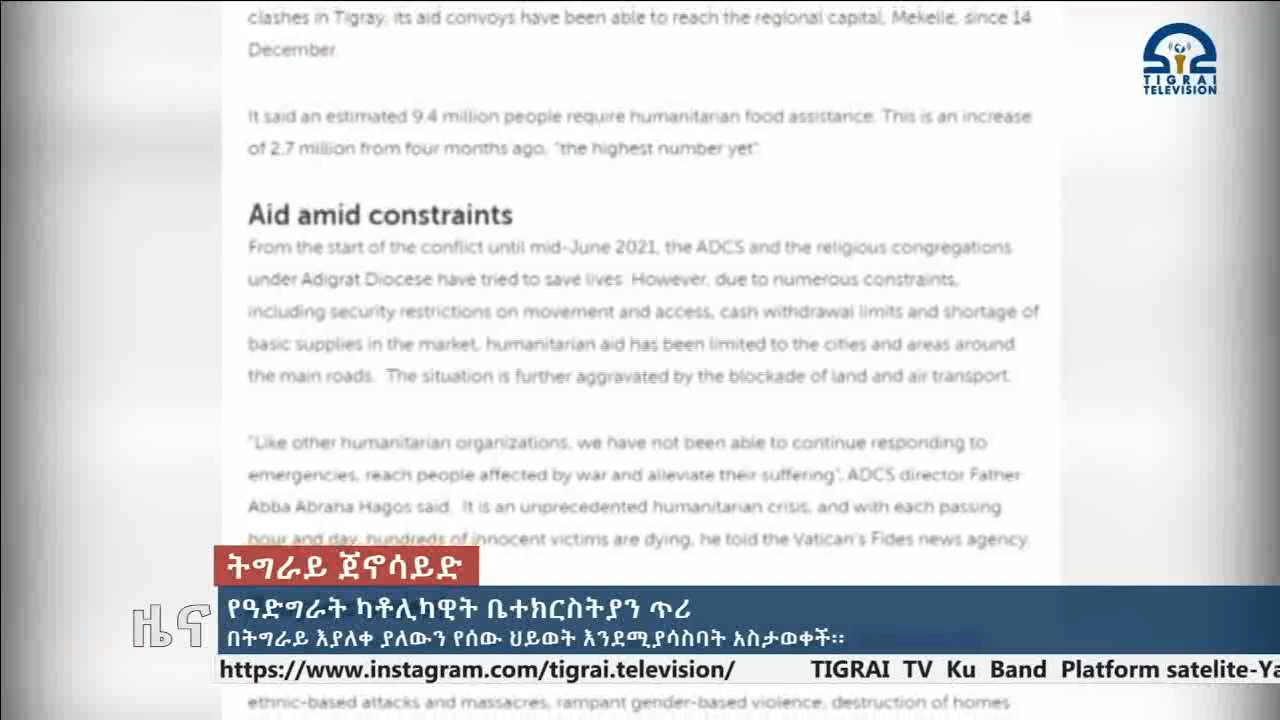 clashes in Tigray, its aid convoys have been able to reach the regional capital, Mekelle, since 14
December.
TIGRAI
TELEVISION
It said an estimated 9.4 million people require humanitarian food assistance. This is an increase
of 2.7 million from four months ago, "the highest number yet".
Aid amid constraints
From the start of the conflict until mid-June 2021, the ADCS and the religious congregations
under Adigrat Diocese have tried to save lives. However, due to numerous constraints,
including security restrictions on movement and access, cash withdrawal limits and shortage of
basic supplies in the market, humanitarian aid has been limited to the cities and areas around
the main roads. The situation is further aggravated by the blockade of land and air transport.
"Like other humanitarian organizations, we have not been able to continue responding to
emergencies, reach people affected by war and alleviate their suffering", ADCS director Father
Abba Abraha Hagos said. It is an unprecedented humanitarian crisis, and with each passing
hour and day, hundreds of innocent victims are dying, he told the Vatican's Fides news agency.
ትግራይ ጀኖሳይድ
ዜና
የዓድግራት ካቶሊካዊት ቤተክርስትያን ጥሪ
በትግራይ እያለቀ ያለውን የሰው ህይወት እንደሚያሳስባት አስታወቀች፡፡
https://www.instagram.com/tigrai.television/ TIGRAI TV Ku Band Platform satelite-Ya
ethnic-based attacks and massacres, rampant gender-based violence, destruction of homes